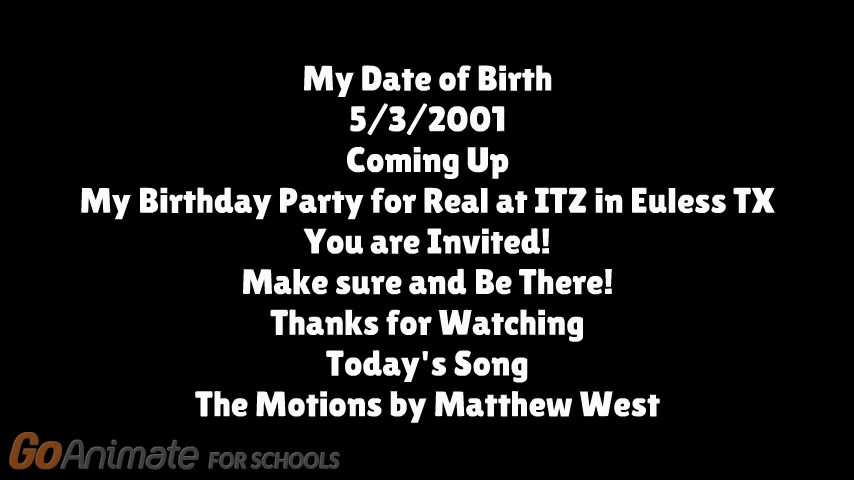 My Date of Birth
5/3/2001
Coming Up
My Birthday Party for Real at ITZ in Euless TX
You are Invited!
Make sure and Be There!
Thanks for Watching
Today's Song
The Motions by Matthew West
GoAnimate FOR SCHOOLS